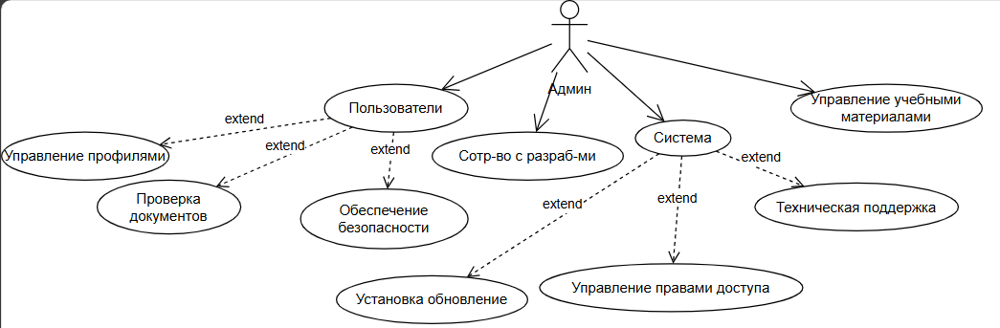 Админ
Пользователи
Управление учебными
материалами
extend
Управление профилями
extend
extend
Сотр-во с разраб-ми
Система
extend
Проверка
документов
Обеспечение
безопасности
extend
extend
Техническая поддержка
Установка обновление
Управление правами доступа